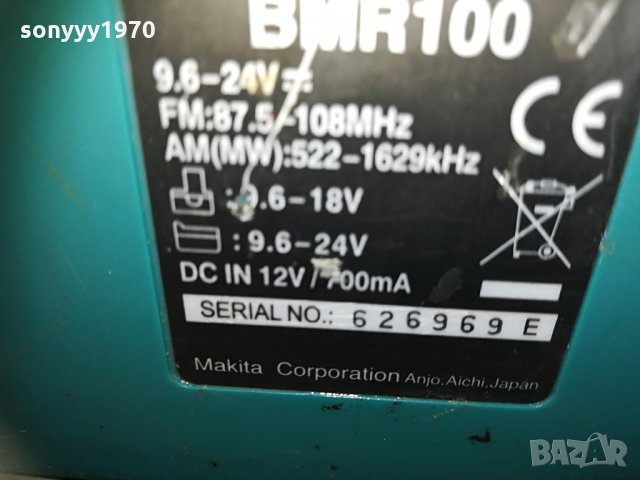 sonyyy1970
BMR100
9.6-24V
FM:87.5-108MHz
AM(MW):522-1629kHz
:9.6-18V
:9.6-24V
DC IN 12V/700mA
SERIAL NO.: 626969 E
Makita Corporation Anjo,Aichi,Japan
CE
BAZAR